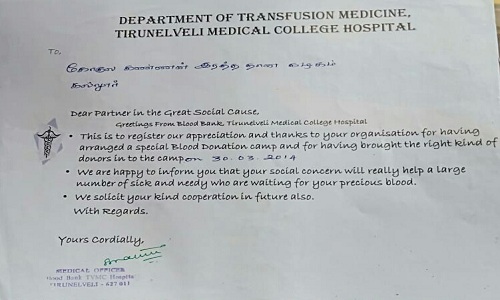 DEPARTMENT OF TRANSFUSION MEDICINE,
TIRUNELVELI MEDICAL COLLEGE HOSPITAL
To,
இரத்த தான கழகம்
Dear Partner in the Great Social Cause,
Greetings From Blood Bank, Tirunelveli Medical College Hospital
• This is to register our appreciation and thanks to your organisation for having
arranged a special Blood Donation camp and for having brought the right kind of
donors in to the camp on 30.03.2014
• We are happy to inform you that your social concern will really help a large
number of sick and needy who are waiting for your precious blood.
• We solicit your kind cooperation in future also.
With Regards.
Yours Cordially,
MEDICAL OFFICER
Blood Bank TVMC Hospital
TIRUNELVELI - 627 011